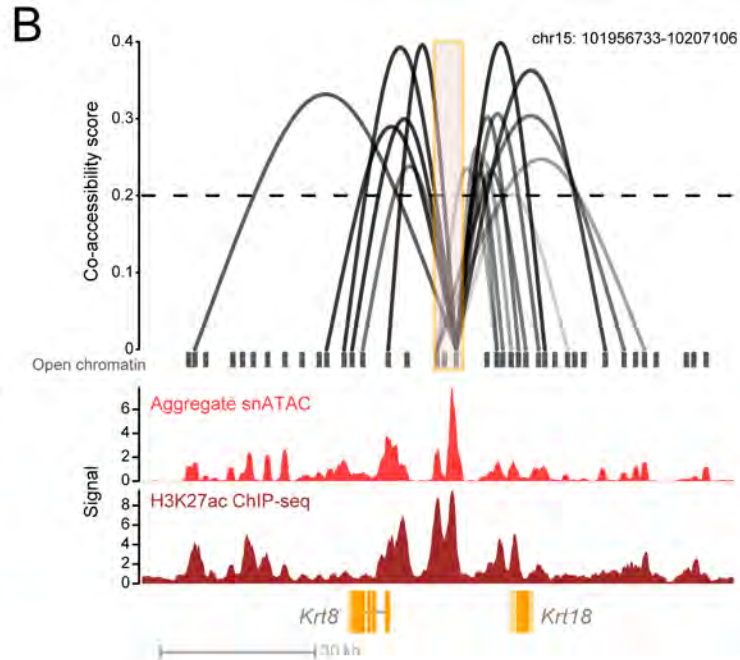 B
chr15: 101956733-10207106
0.4
0.3
0.2
0.1
0
Co-accessibility score
Open chromatin
Aggregate snATAC
6
4
2
0
Signal
H3K27ac ChIP-seq
8
6
4
2
0
Krt8
Krt18
30 kb